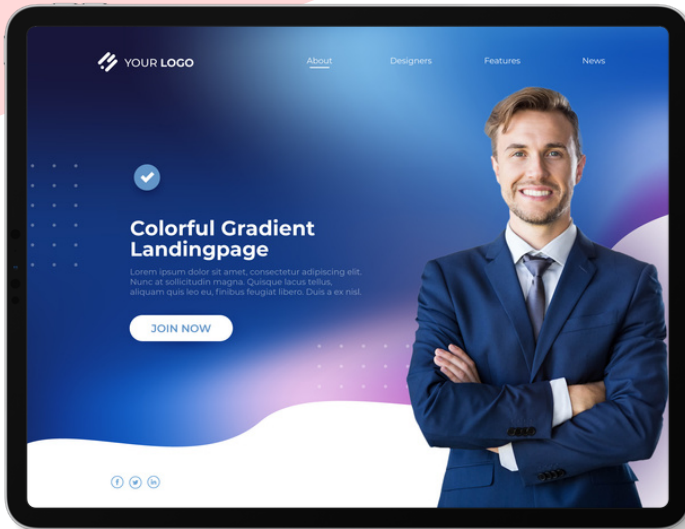 YOUR LOGO
About
Designers
Features
News
Colorful Gradient
Landingpage
Lorem ipsum dolor sit amet, consectetur adipiscing elit.
Nunc at sollicitudin magna. Quisque lacus tellus,
aliquam quis leo eu, finibus feugiat libero. Duis a ex nisl.
JOIN NOW